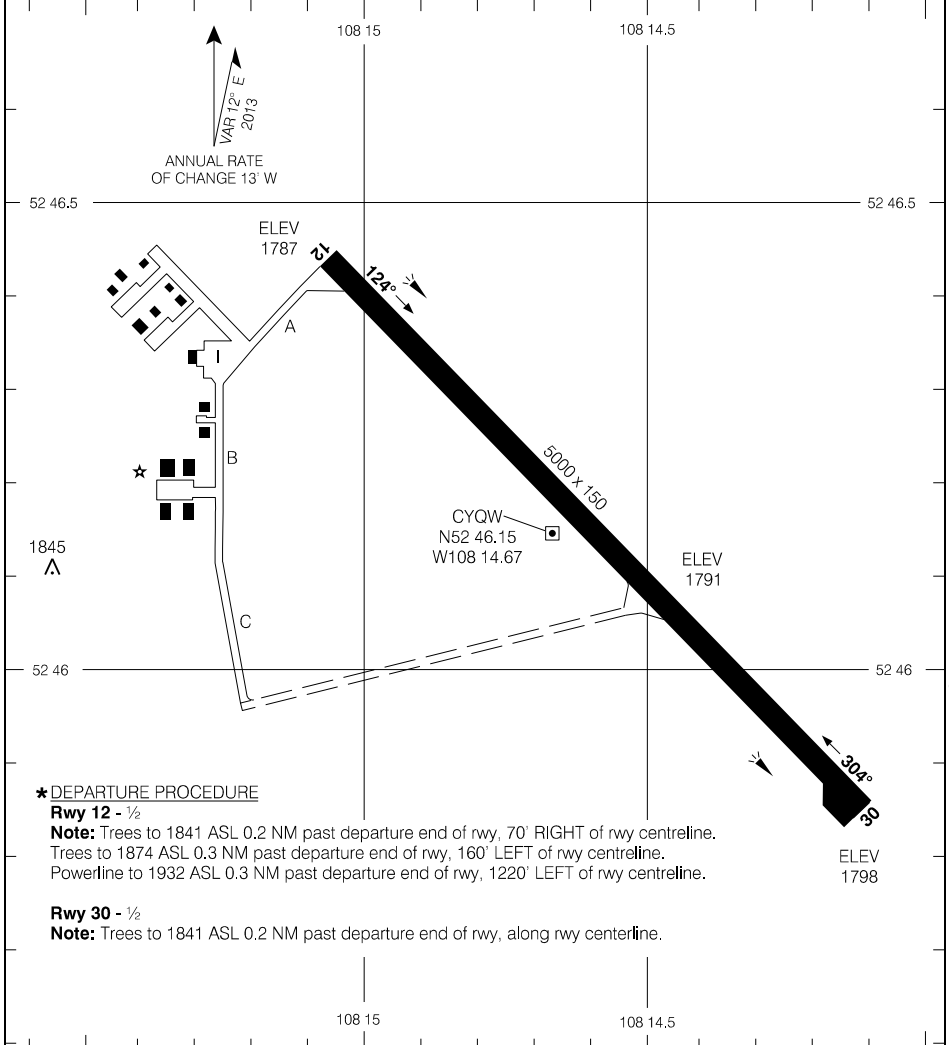 108 15
108 14.5
VAR 12° E
2013
ANNUAL RATE
OF CHANGE 13' W
52 46.5
52 46.5
ELEV
1787
12
124°
A
I
B
5000 x 150
CYQW
N52 46.15
W108 14.67
1845
ELEV
1791
C
52 46
52 46
304°
30
ELEV
1798
* DEPARTURE PROCEDURE
Rwy 12 - ½
Note: Trees to 1841 ASL 0.2 NM past departure end of rwy, 70' RIGHT of rwy centreline.
Trees to 1874 ASL 0.3 NM past departure end of rwy, 160' LEFT of rwy centreline.
Powerline to 1932 ASL 0.3 NM past departure end of rwy, 1220' LEFT of rwy centreline.
Rwy 30 - ½
Note: Trees to 1841 ASL 0.2 NM past departure end of rwy, along rwy centerline.
108 15
108 14.5